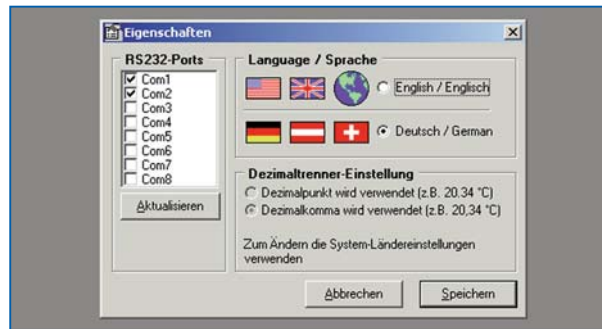 Eigenschaften
RS232-Ports
Com1
Com2
Com3
Com4
Com5
Com6
Com7
Com8
Aktualisieren
Language / Sprache
English / Englisch
Deutsch / German
Dezimaltrenner-Einstellung
Dezimalpunkt wird verwendet (z.B. 20.34 °C)
Dezimalkomma wird verwendet (z.B. 20,34 °C)
Zum Ändern die System-Ländereinstellungen
verwenden
Abbrechen
Speichern